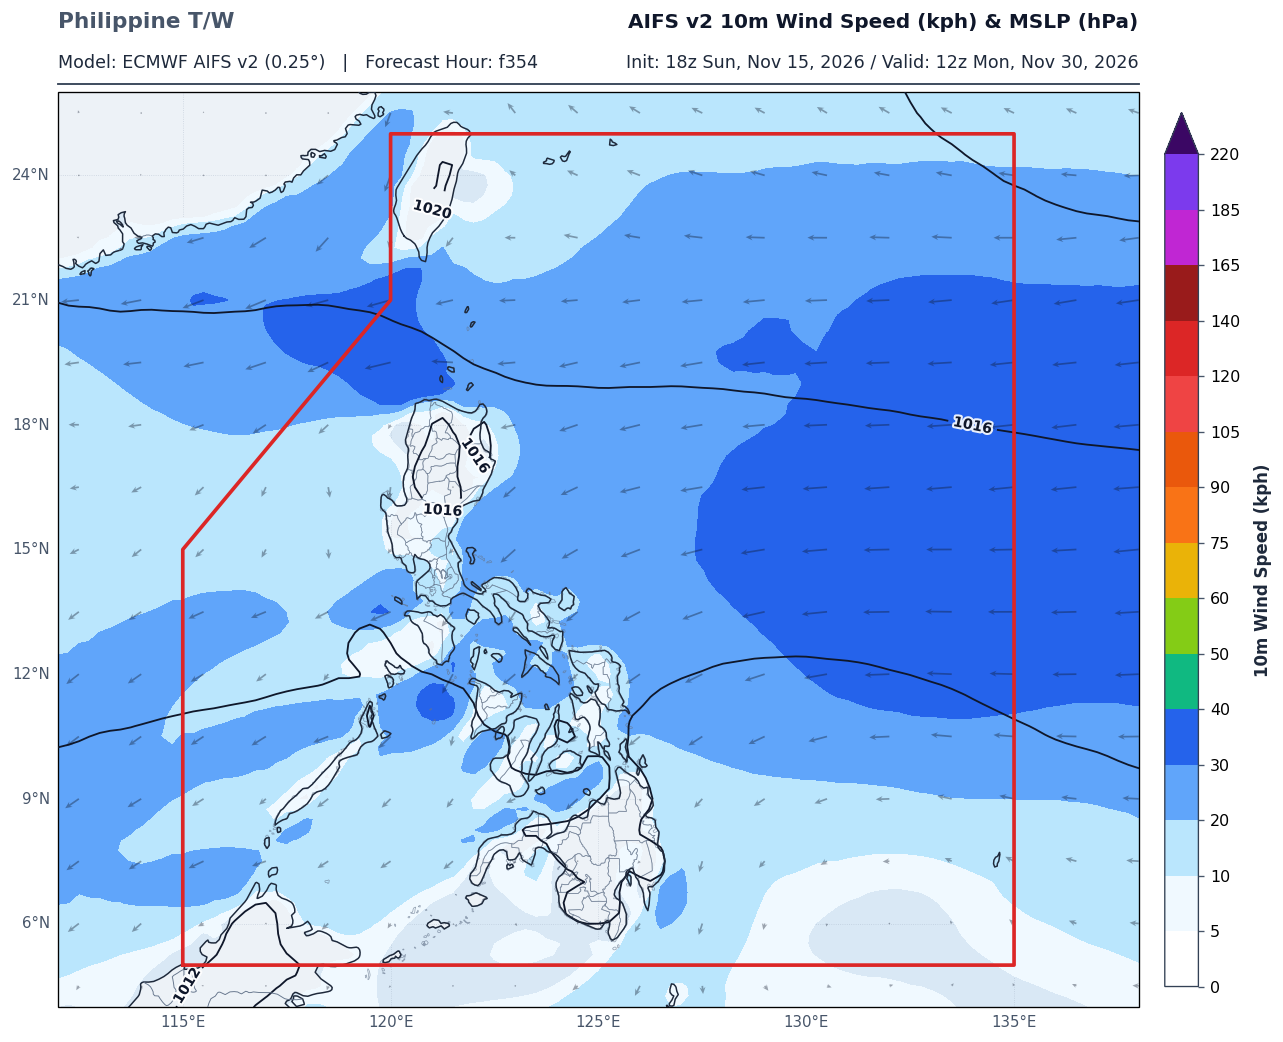 Philippine T/W
AIFS v2 10m Wind Speed (kph) & MSLP (hPa)
Model: ECMWF AIFS v2 (0.25°) | Forecast Hour: f354
Init: 18z Sun, Nov 15, 2026 / Valid: 12z Mon, Nov 30, 2026
24°N
21°N
18°N
15°N
12°N
9°N
6°N
1020
1016
1016
1016
1012
115°E
120°E
125°E
130°E
135°E
220
185
165
140
120
105
90
75
60
50
40
30
20
10
5
0
10m Wind Speed (kph)